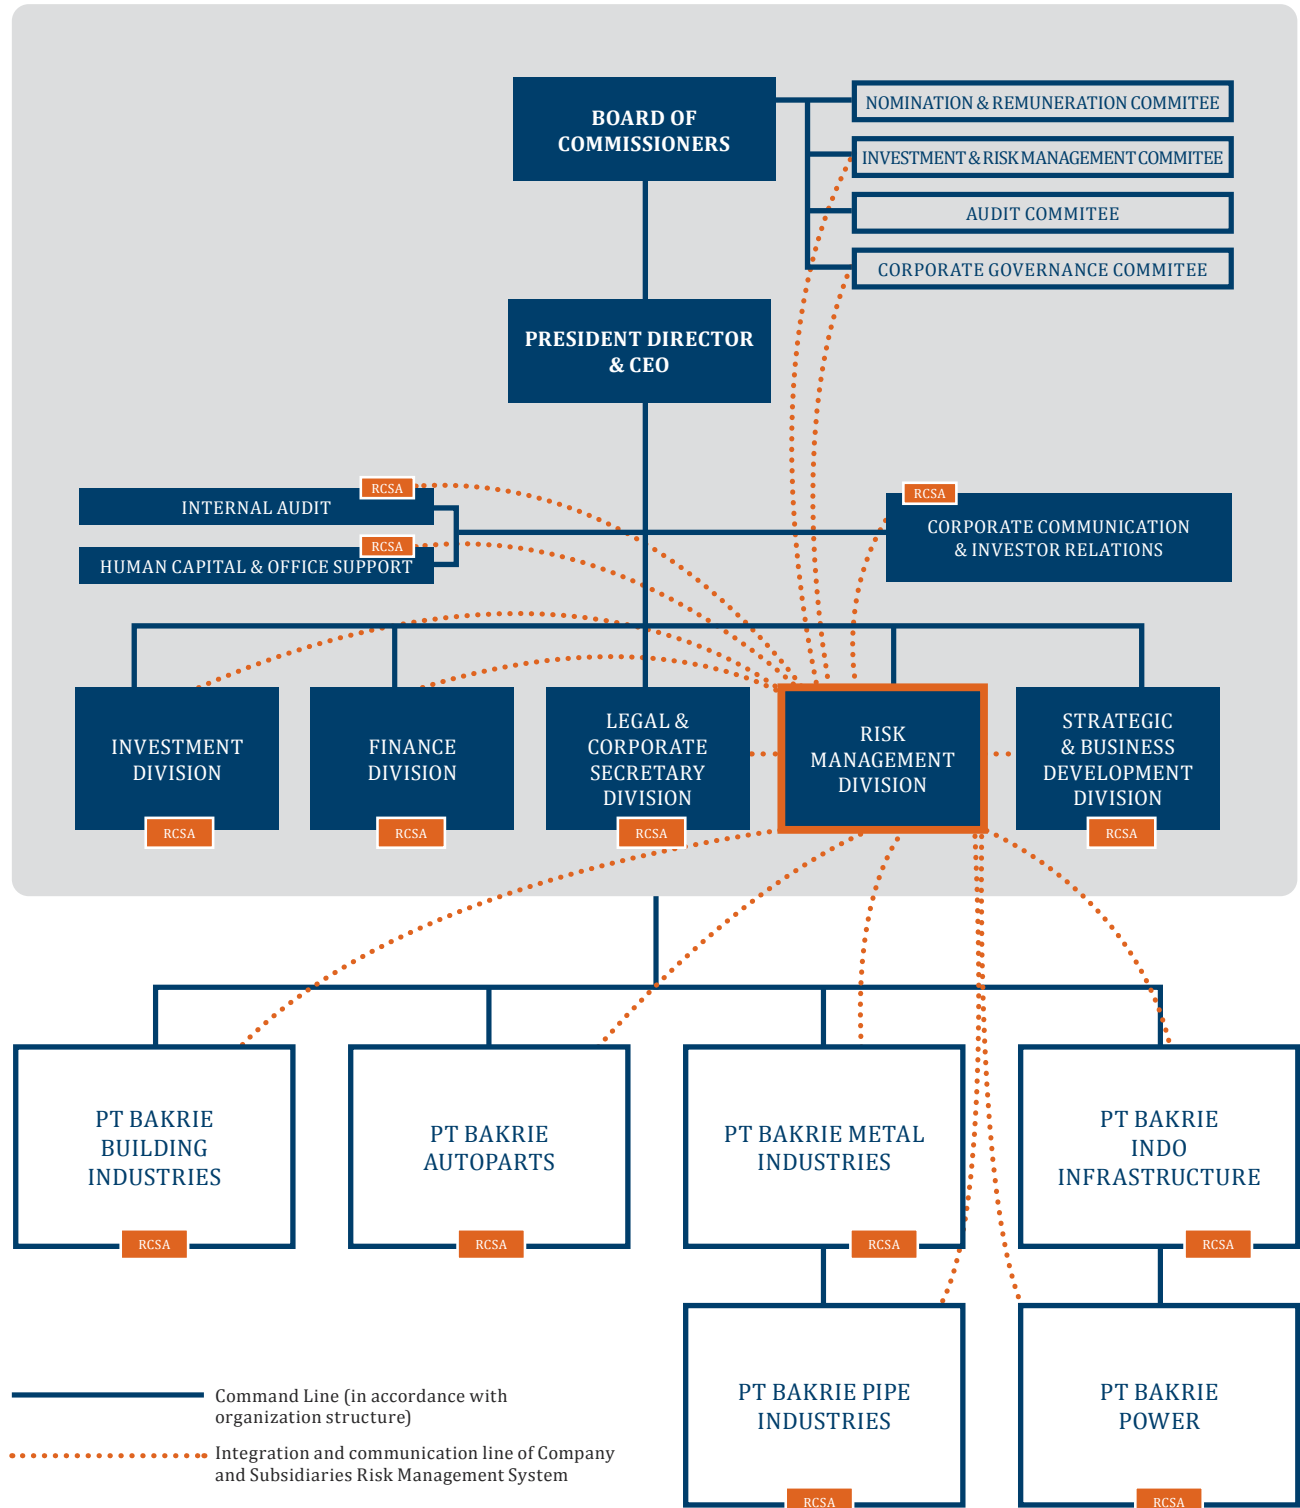 BOARD OF
COMMISSIONERS
NOMINATION & REMUNERATION COMMITEE
INVESTMENT & RISK MANAGEMENT COMMITEE
AUDIT COMMITEE
CORPORATE GOVERNANCE COMMITEE
PRESIDENT DIRECTOR
& CEO
RCSA
INTERNAL AUDIT
RCSA
HUMAN CAPITAL & OFFICE SUPPORT
RCSA
CORPORATE COMMUNICATION
& INVESTOR RELATIONS
INVESTMENT
DIVISION
RCSA
FINANCE
DIVISION
RCSA
LEGAL &
CORPORATE
SECRETARY
DIVISION
RCSA
RISK
MANAGEMENT
DIVISION
STRATEGIC
& BUSINESS
DEVELOPMENT
DIVISION
RCSA
PT BAKRIE
BUILDING
INDUSTRIES
RCSA
PT BAKRIE
AUTOPARTS
RCSA
PT BAKRIE METAL
INDUSTRIES
RCSA
PT BAKRIE
INDO
INFRASTRUCTURE
RCSA
PT BAKRIE PIPE
INDUSTRIES
RCSA
PT BAKRIE
POWER
RCSA
Command Line (in accordance with
organization structure)
Integration and communication line of Company
and Subsidiaries Risk Management System